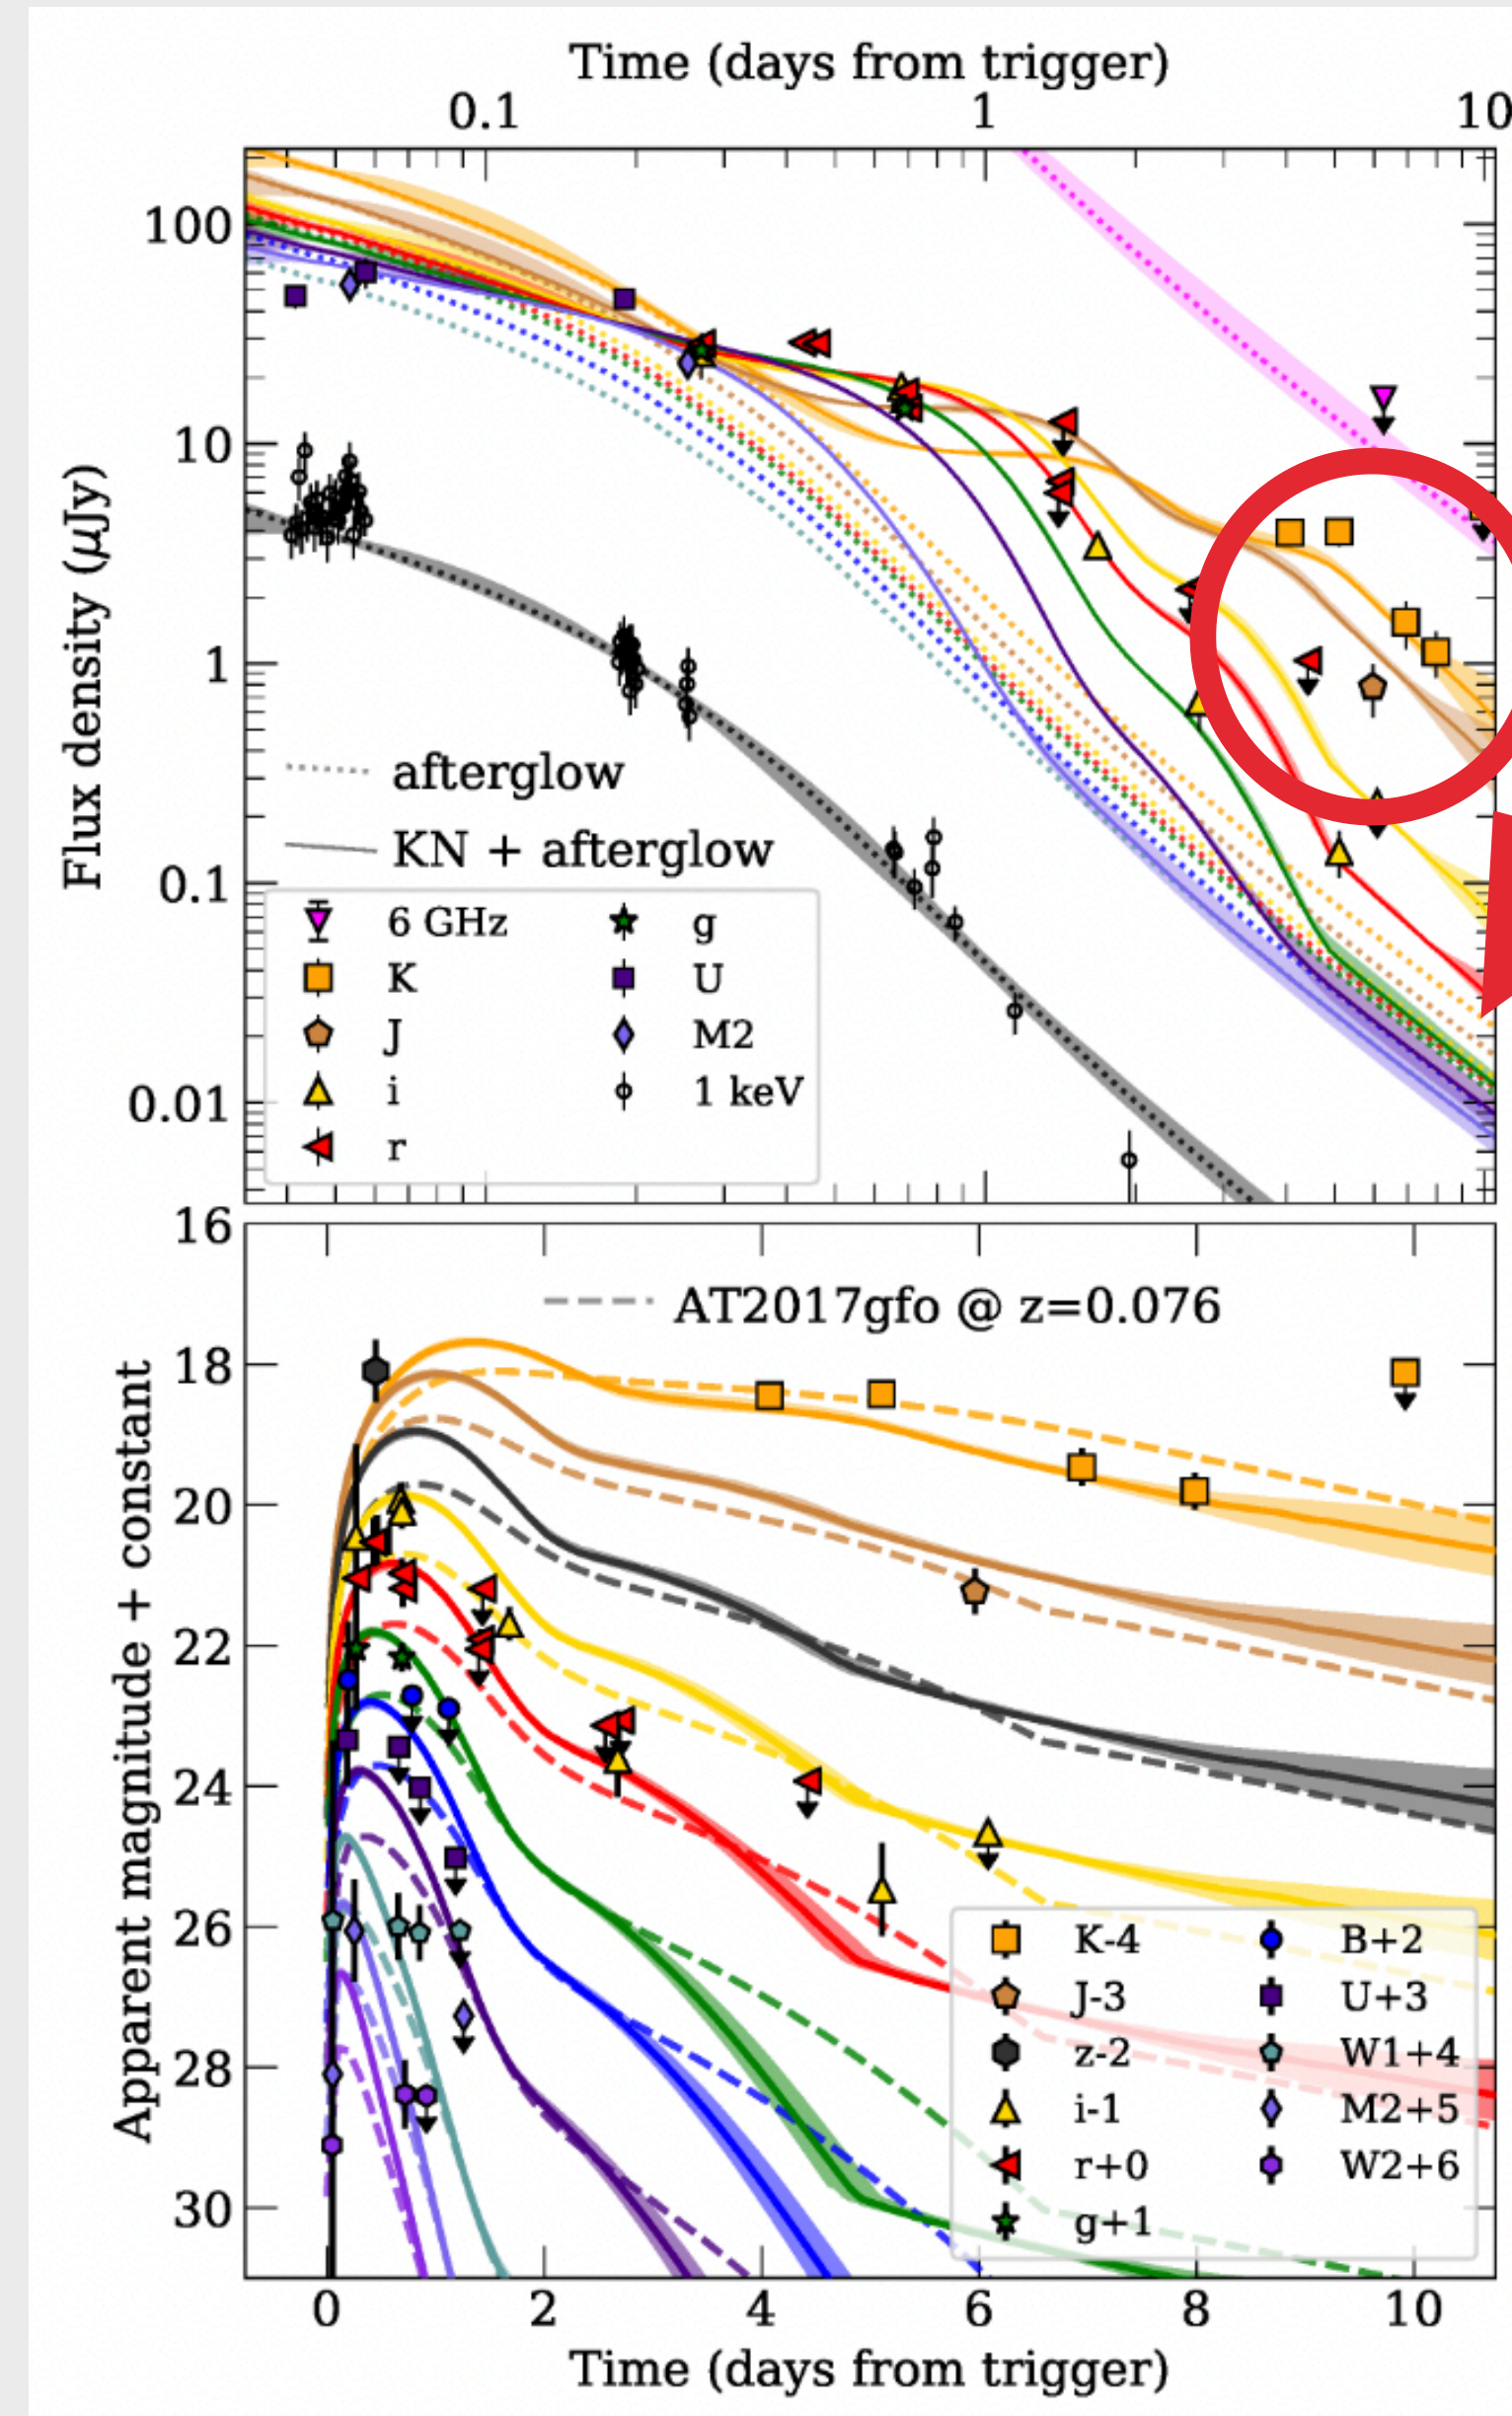 Time (days from trigger)
0.1 1 10
Flux density (μJy)
100
10
1
0.1
0.01
afterglow
KN + afterglow
6 GHz
K
J
i
r
g
U
M2
1 keV
Apparent magnitude + constant
16
18
20
22
24
26
28
30
AT2017gfo @ z=0.076
K-4
J-3
z-2
i-1
r+0
g+1
B+2
U+3
W1+4
M2+5
W2+6
0 2 4 6 8 10
Time (days from trigger)